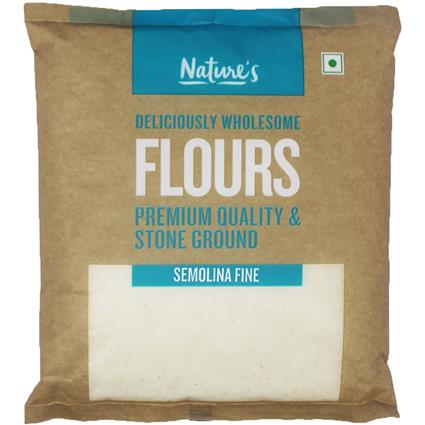 Nature's
DELICIOUSLY WHOLESOME
FLOURS
PREMIUM QUALITY &
STONE GROUND
SEMOLINA FINE